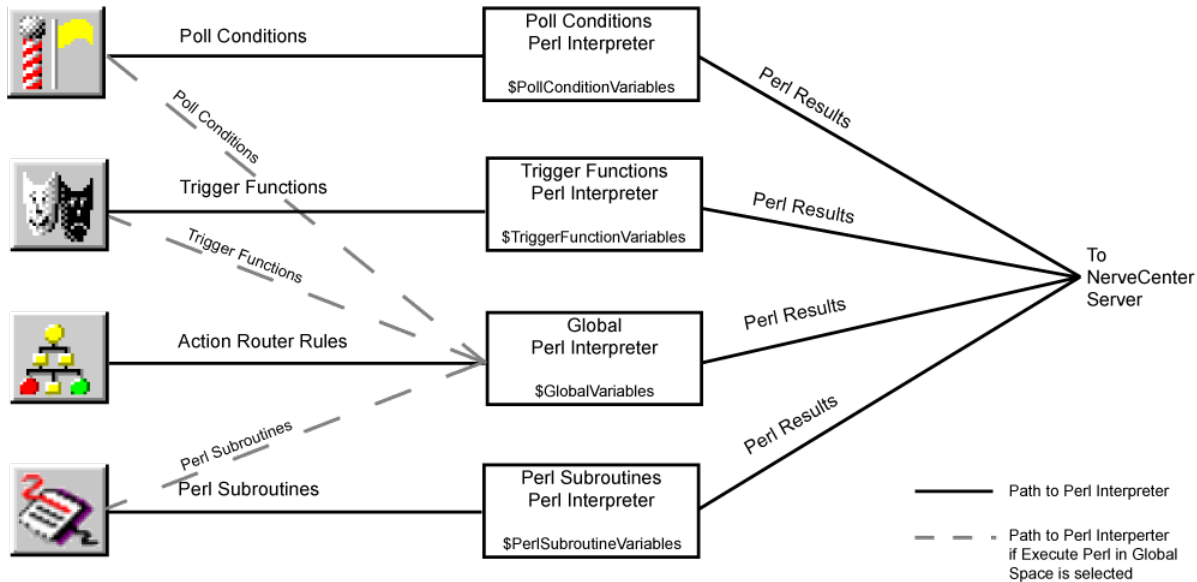 Poll Conditions
Poll Conditions
Perl Interpreter
$PollConditionVariables
Perl Results
Poll Conditions
Trigger Functions
Trigger Functions
Perl Interpreter
$TriggerFunctionVariables
Perl Results
Trigger Functions
To
NerveCenter
Server
Action Router Rules
Global
Perl Interpreter
$GlobalVariables
Perl Results
Perl Subroutines
Perl Subroutines
Perl Subroutines
Perl Interpreter
$PerlSubroutineVariables
Perl Results
Path to Perl Interpreter
Path to Perl Interperter
if Execute Perl in Global
Space is selected